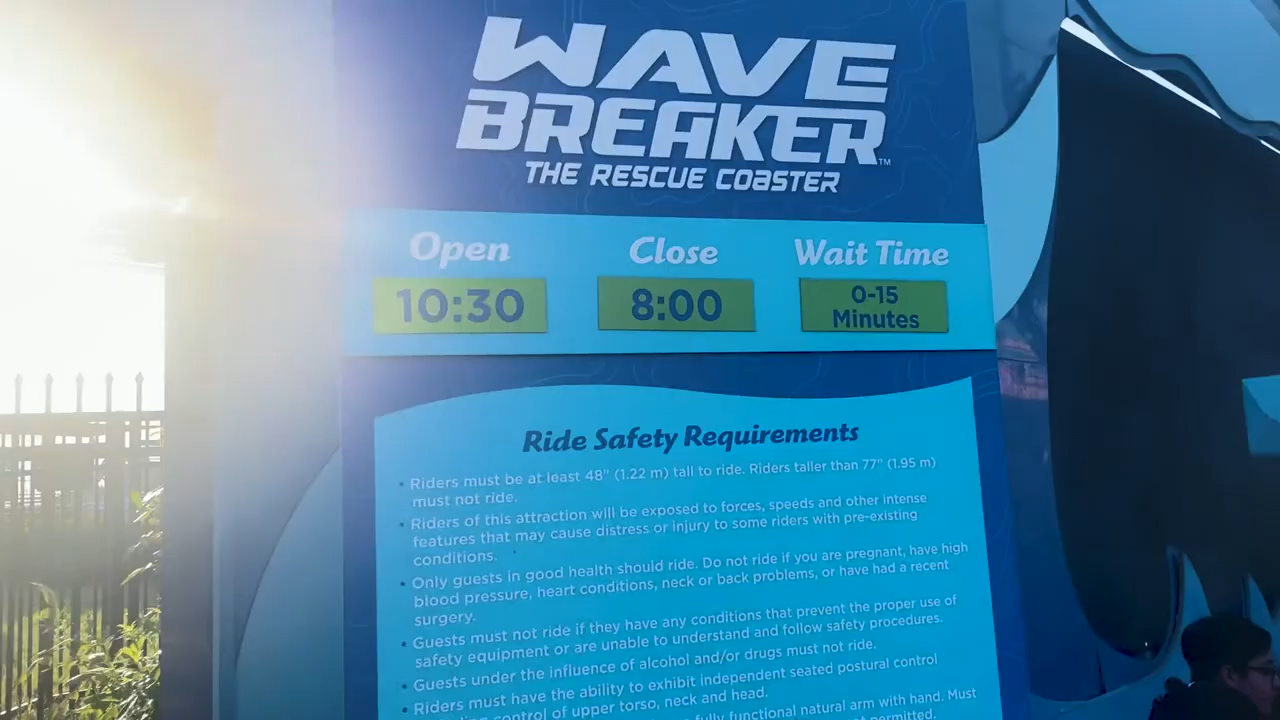 WAVE
BREAKER™
THE RESCUE COASTER
Open Close Wait Time
10:30 8:00 0-15
Minutes
Ride Safety Requirements
• Riders must be at least 48" (1.22 m) tall to ride. Riders taller than 77" (1.95 m)
must not ride.
• Riders of this attraction will be exposed to forces, speeds and other intense
features that may cause distress or injury to some riders with pre-existing
conditions.
• Only guests in good health should ride. Do not ride if you are pregnant, have high
blood pressure, heart conditions, neck or back problems, or have had a recent
surgery.
• Guests must not ride if they have any conditions that prevent the proper use of
safety equipment or are unable to understand and follow safety procedures.
• Guests under the influence of alcohol and/or drugs must not ride.
• Riders must have the ability to exhibit independent seated postural control
control of upper torso, neck and head.
fully functional natural arm with hand. Must
permitted.